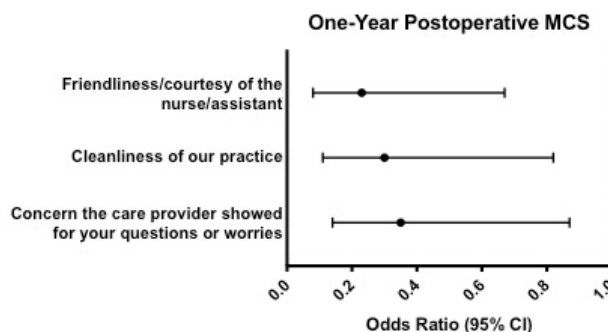 One-Year Postoperative MCS
Friendliness/courtesy of the
nurse/assistant
Cleanliness of our practice
Concern the care provider showed
for your questions or worries
0.0
0.2
0.4
0.6
0.8
1.0
Odds Ratio (95% CI)